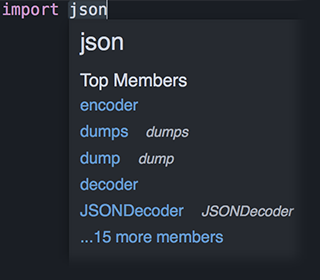 import json
json
Top Members
encoder
dumps dumps
dump dump
decoder
JSONDecoder JSONDecoder
...15 more members